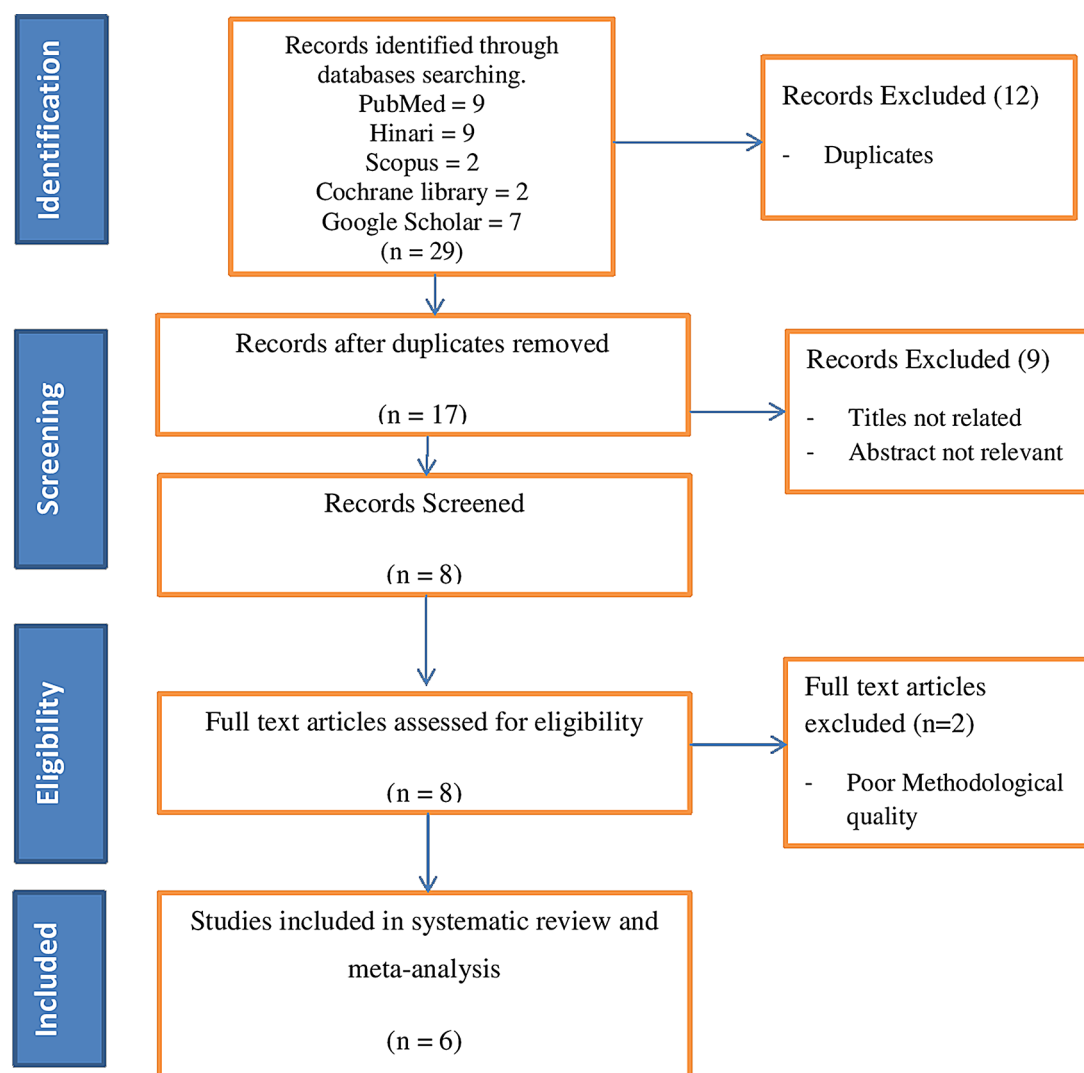 Identification
Records identified through
databases searching.
PubMed = 9
Hinari = 9
Scopus = 2
Cochrane library = 2
Google Scholar = 7
(n = 29)
Records Excluded (12)
- Duplicates
Screening
Records after duplicates removed
(n = 17)
Records Excluded (9)
- Titles not related
- Abstract not relevant
Records Screened
(n = 8)
Eligibility
Full text articles assessed for eligibility
(n = 8)
Full text articles
excluded (n=2)
- Poor Methodological
quality
Included
Studies included in systematic review and
meta-analysis
(n = 6)